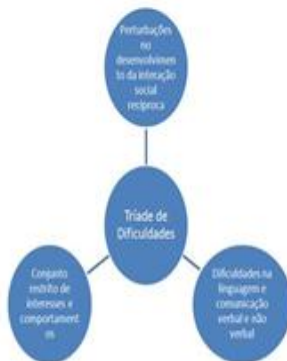 Perturbações
no
desenvolvimen
to da interação
social
recíproca
Tríade de
Dificuldades
Conjunto
restrito de
interesses e
comportament
es
Dificuldades na
linguagem e
comunicação
verbal e não
verbal